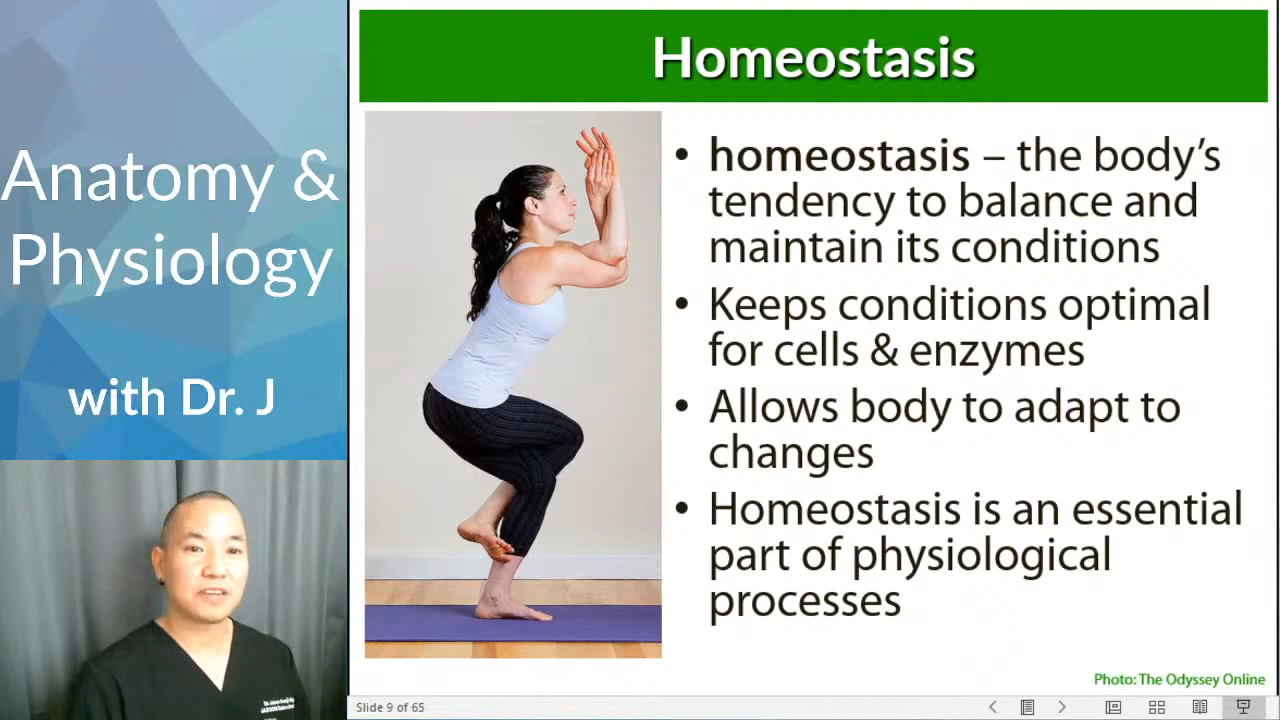 Anatomy &
Physiology
with Dr. J
Homeostasis
• homeostasis – the body’s
tendency to balance and
maintain its conditions
• Keeps conditions optimal
for cells & enzymes
• Allows body to adapt to
changes
• Homeostasis is an essential
part of physiological
processes
Photo: The Odyssey Online
Slide 9 of 65